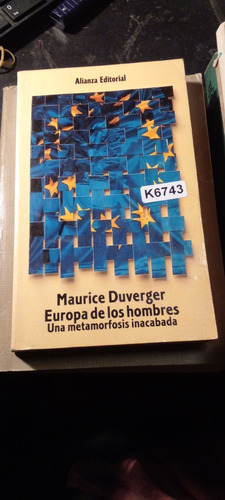 Alianza Editorial
K6743
Maurice Duverger
Europa de los hombres
Una metamorfosis inacabada